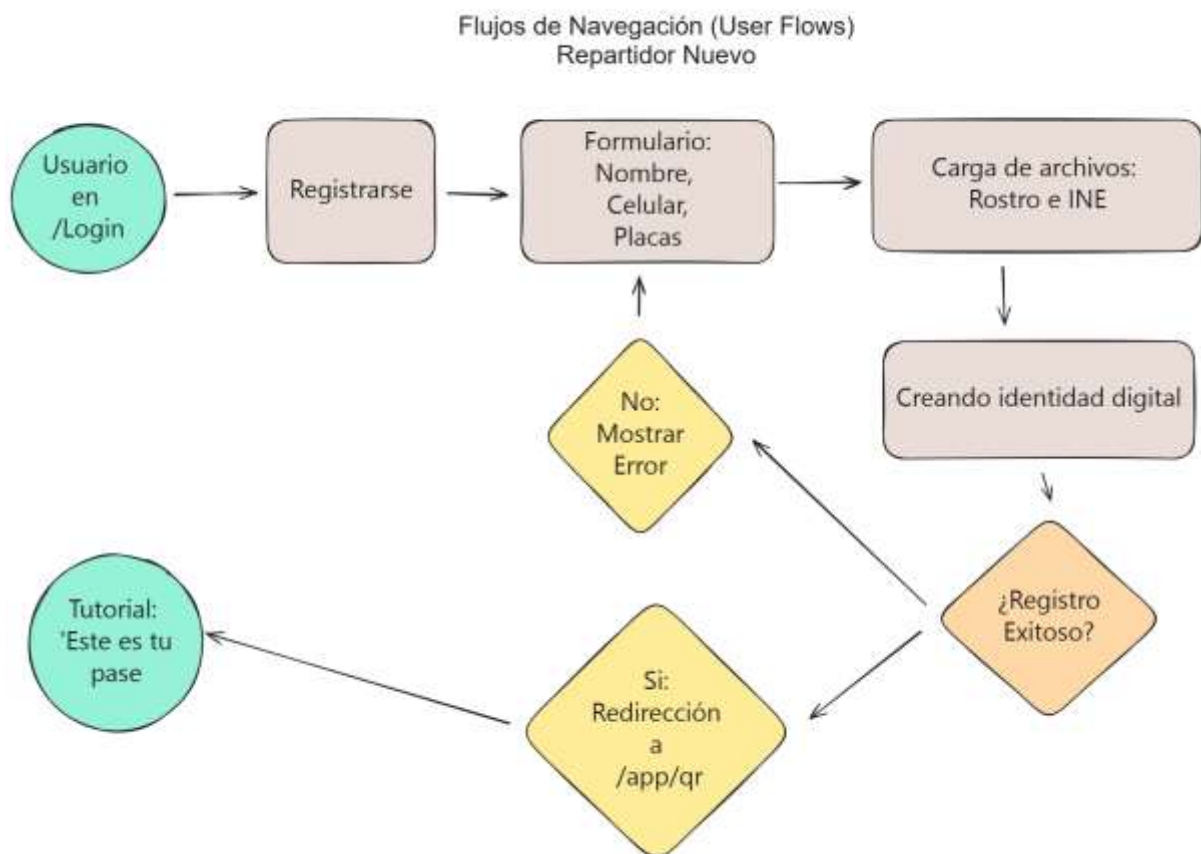 Flujos de Navegación (User Flows)
Repartidor Nuevo
Usuario
en
/Login
Registrarse
Formulario:
Nombre,
Celular,
Placas
Carga de archivos:
Rostro e INE
Creando identidad digital
¿Registro
Exitoso?
No:
Mostrar
Error
Si:
Redirección
a
/app/qr
Tutorial:
'Este es tu
pase